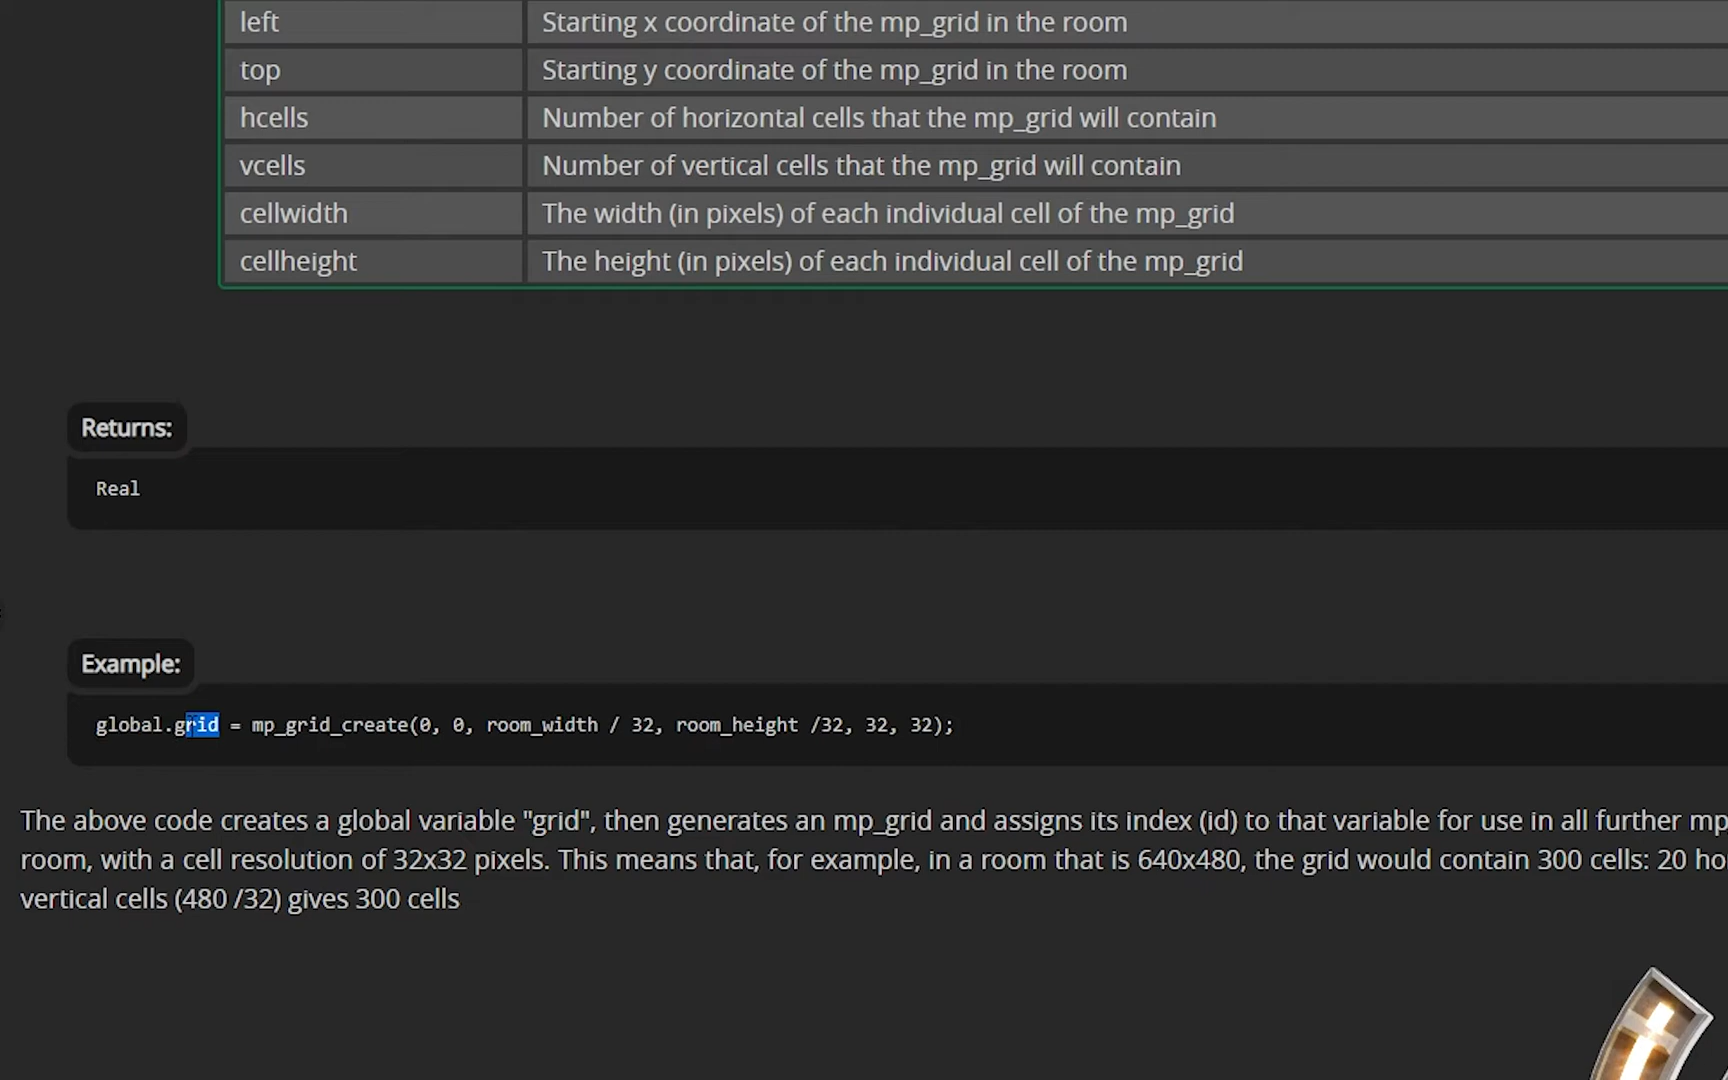 left Starting x coordinate of the mp_grid in the room
top Starting y coordinate of the mp_grid in the room
hcells Number of horizontal cells that the mp_grid will contain
vcells Number of vertical cells that the mp_grid will contain
cellwidth The width (in pixels) of each individual cell of the mp_grid
cellheight The height (in pixels) of each individual cell of the mp_grid
Returns:
Real
Example:
global.grid = mp_grid_create(0, 0, room_width / 32, room_height /32, 32, 32);
The above code creates a global variable "grid", then generates an mp_grid and assigns its index (id) to that variable for use in all further mp
room, with a cell resolution of 32x32 pixels. This means that, for example, in a room that is 640x480, the grid would contain 300 cells: 20 ho
vertical cells (480 /32) gives 300 cells